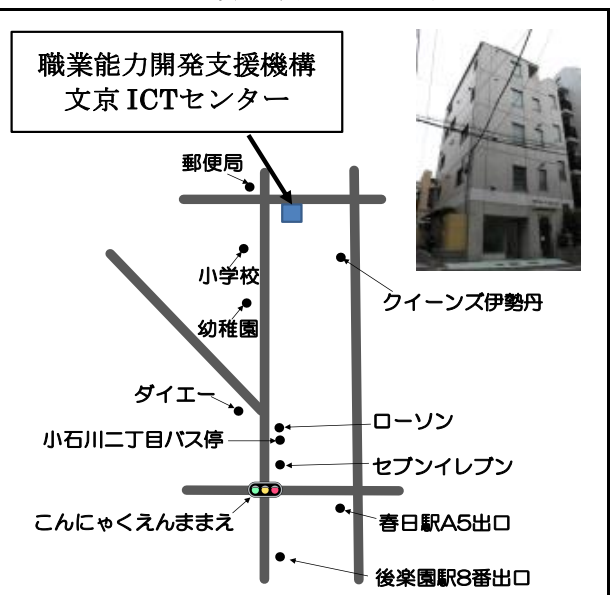 職業能力開発支援機構
文京ICTセンター
郵便局
小学校
クイーンズ伊勢丹
幼稚園
ダイエー
ローソン
小石川二丁目バス停
セブンイレブン
こんにゃくえんままえ
春日駅A5出口
後楽園駅8番出口